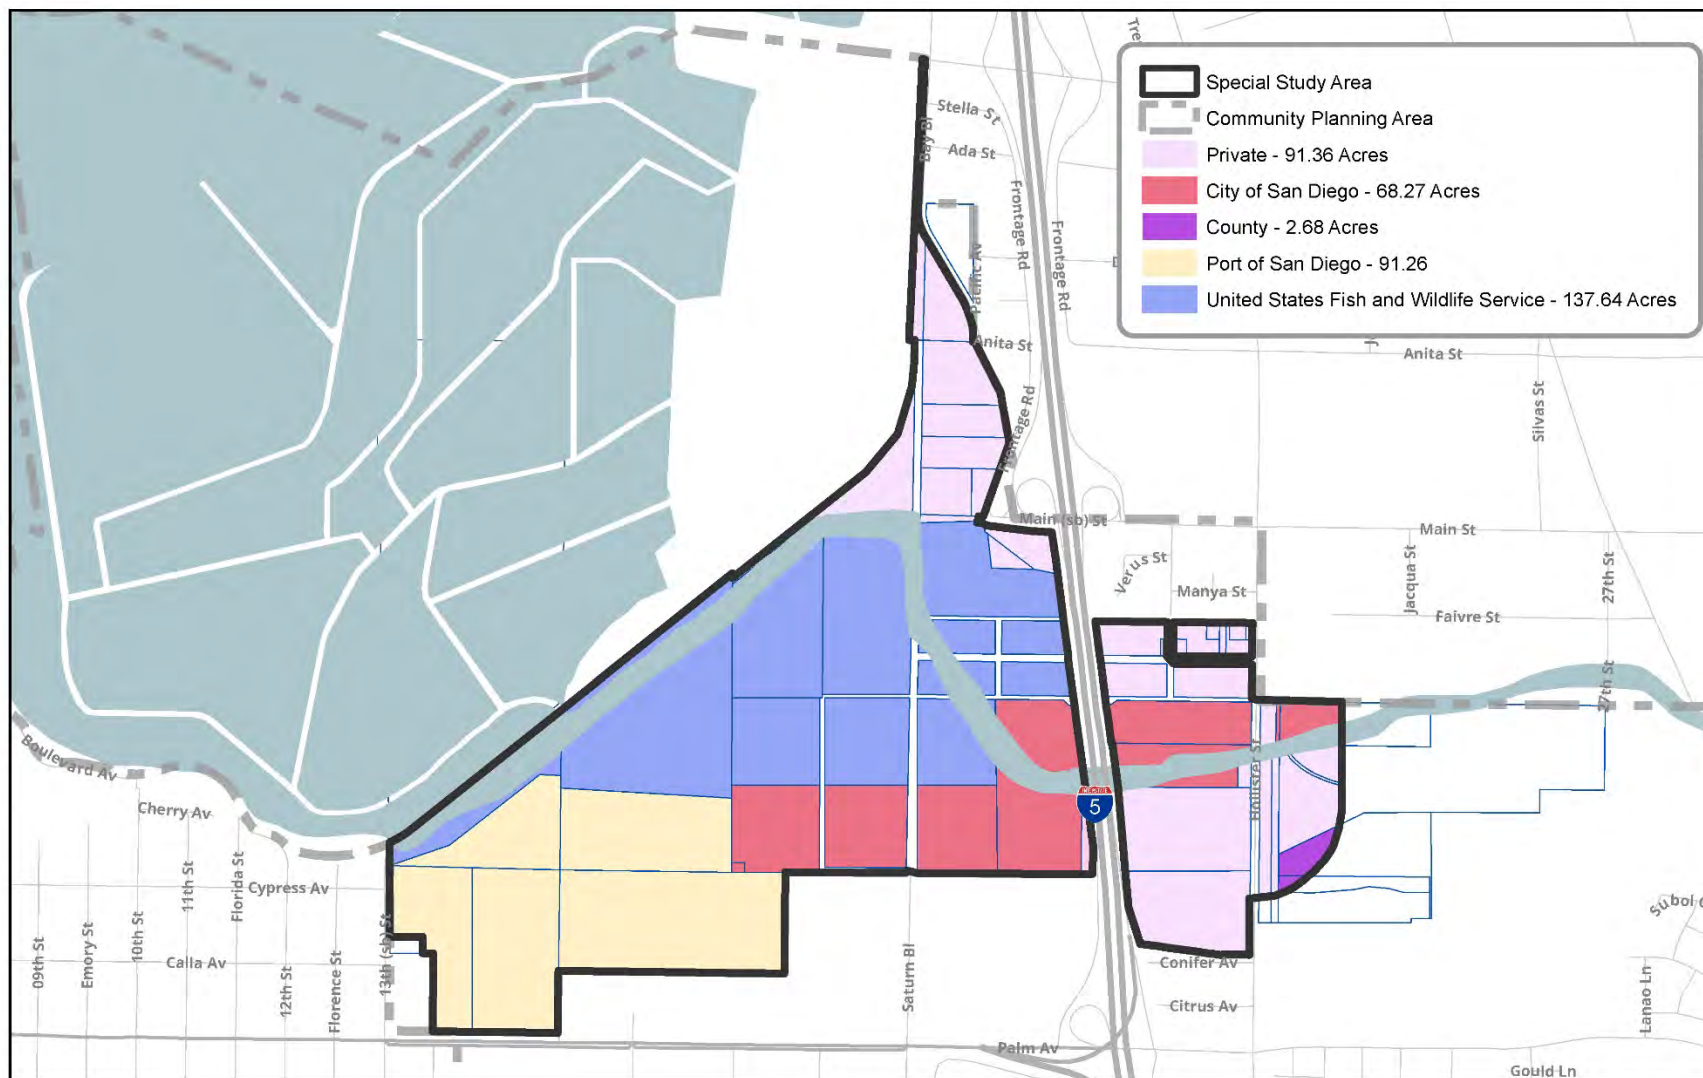 Special Study Area
Community Planning Area
Private - 91.36 Acres
City of San Diego - 68.27 Acres
County - 2.68 Acres
Port of San Diego - 91.26
United States Fish and Wildlife Service - 137.64 Acres
Stella St
Bay Bl
Ada St
Frontage Rd
Frontage Rd
Pacific Av
Anita St
Anita St
Silvas St
Frontage Rd
Main (sb) St
Main St
Verus St
Manya St
Jacqua St
27th St
Faivre St
27th St
Hollister St
5
Boulevard Av
Cherry Av
Cypress Av
Calla Av
09th St
Emory St
10th St
11th St
Florida St
12th St
Florence St
13th (sb) St
Saturn Bl
Conifer Av
Citrus Av
Palm Av
Lanao Ln
Gould Ln